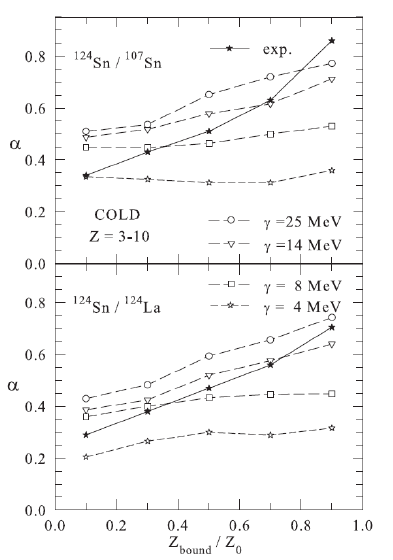 ¹²⁴Sn / ¹⁰⁷Sn
exp.
0.8
0.6
α
0.4
0.2
COLD
Z = 3-10
γ =25 MeV
γ =14 MeV
0.0
¹²⁴Sn / ¹²⁴La
γ = 8 MeV
γ = 4 MeV
0.8
0.6
α
0.4
0.2
0.0
0.0 0.2 0.4 0.6 0.8 1.0
Z_bound / Z_0